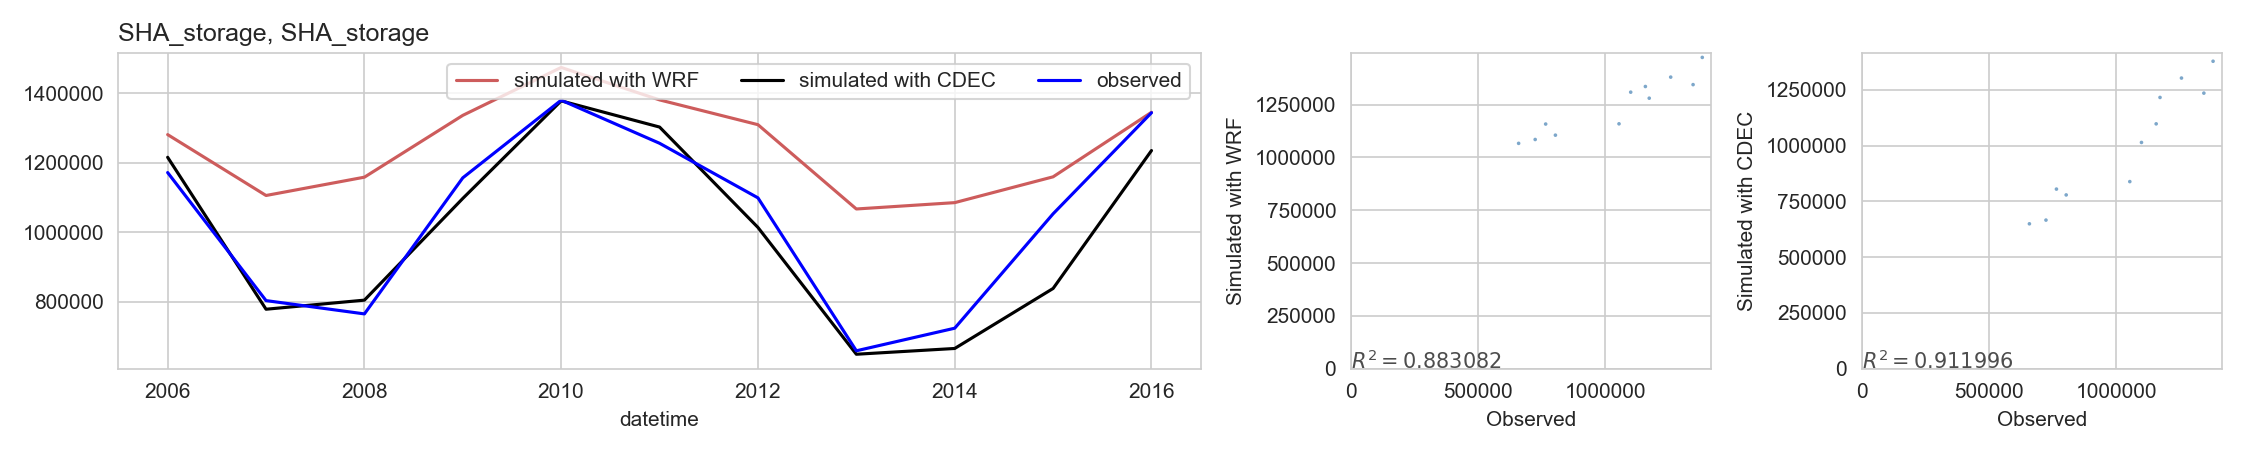 SHA_storage, SHA_storage
simulated with WRF simulated with CDEC observed
1400000
1200000
1000000
800000
2006 2008 2010 2012 2014 2016
datetime
Simulated with WRF
1250000
1000000
750000
500000
250000
0
R² = 0.883082
0 500000 1000000
Observed
Simulated with CDEC
1250000
1000000
750000
500000
250000
0
R² = 0.911996
0 500000 1000000
Observed